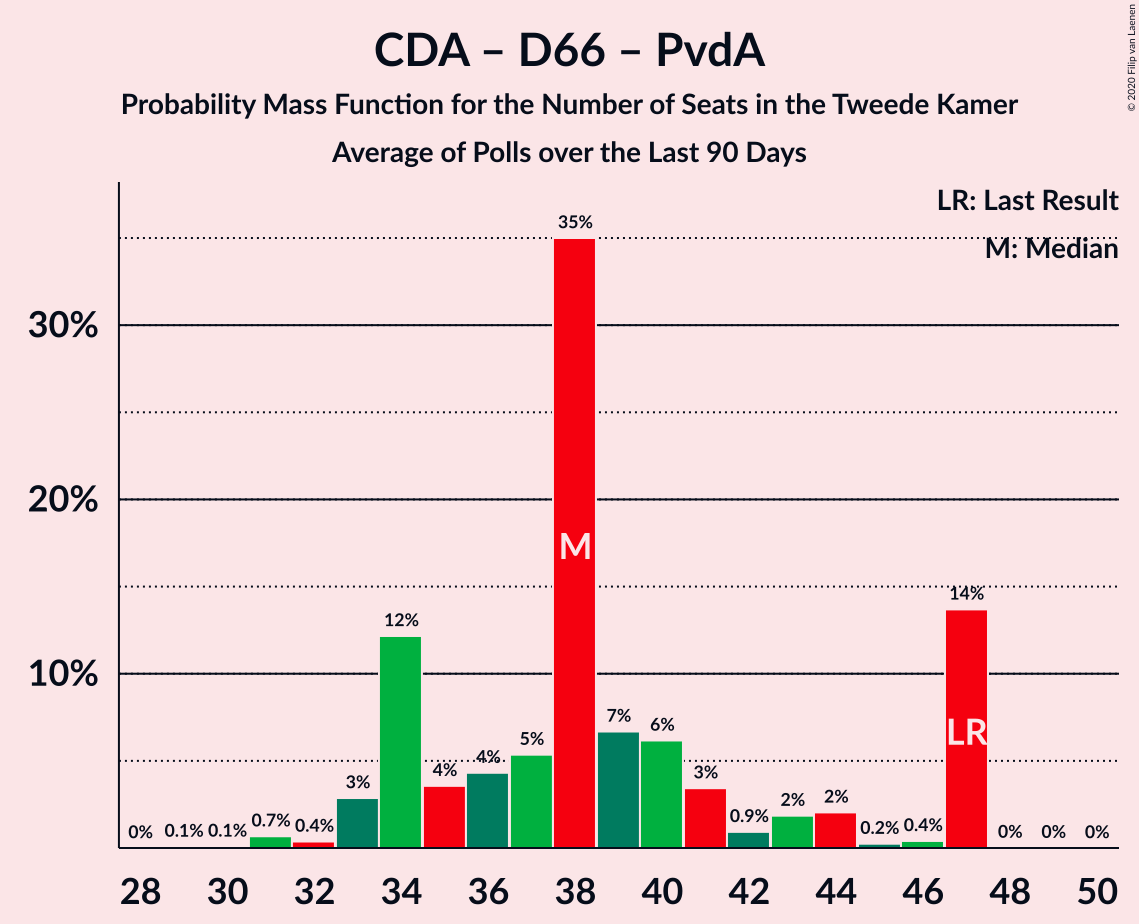 CDA – D66 – PvdA
Probability Mass Function for the Number of Seats in the Tweede Kamer
Average of Polls over the Last 90 Days
© 2020 Filip van Laenen
LR: Last Result
M: Median
30%
20%
10%
0% 0.1% 0.1% 0.7% 0.4% 3% 12% 4% 4% 5% 35% 7% 6% 3% 0.9% 2% 2% 0.2% 0.4% 14% 0% 0% 0%
M
LR
28 30 32 34 36 38 40 42 44 46 48 50